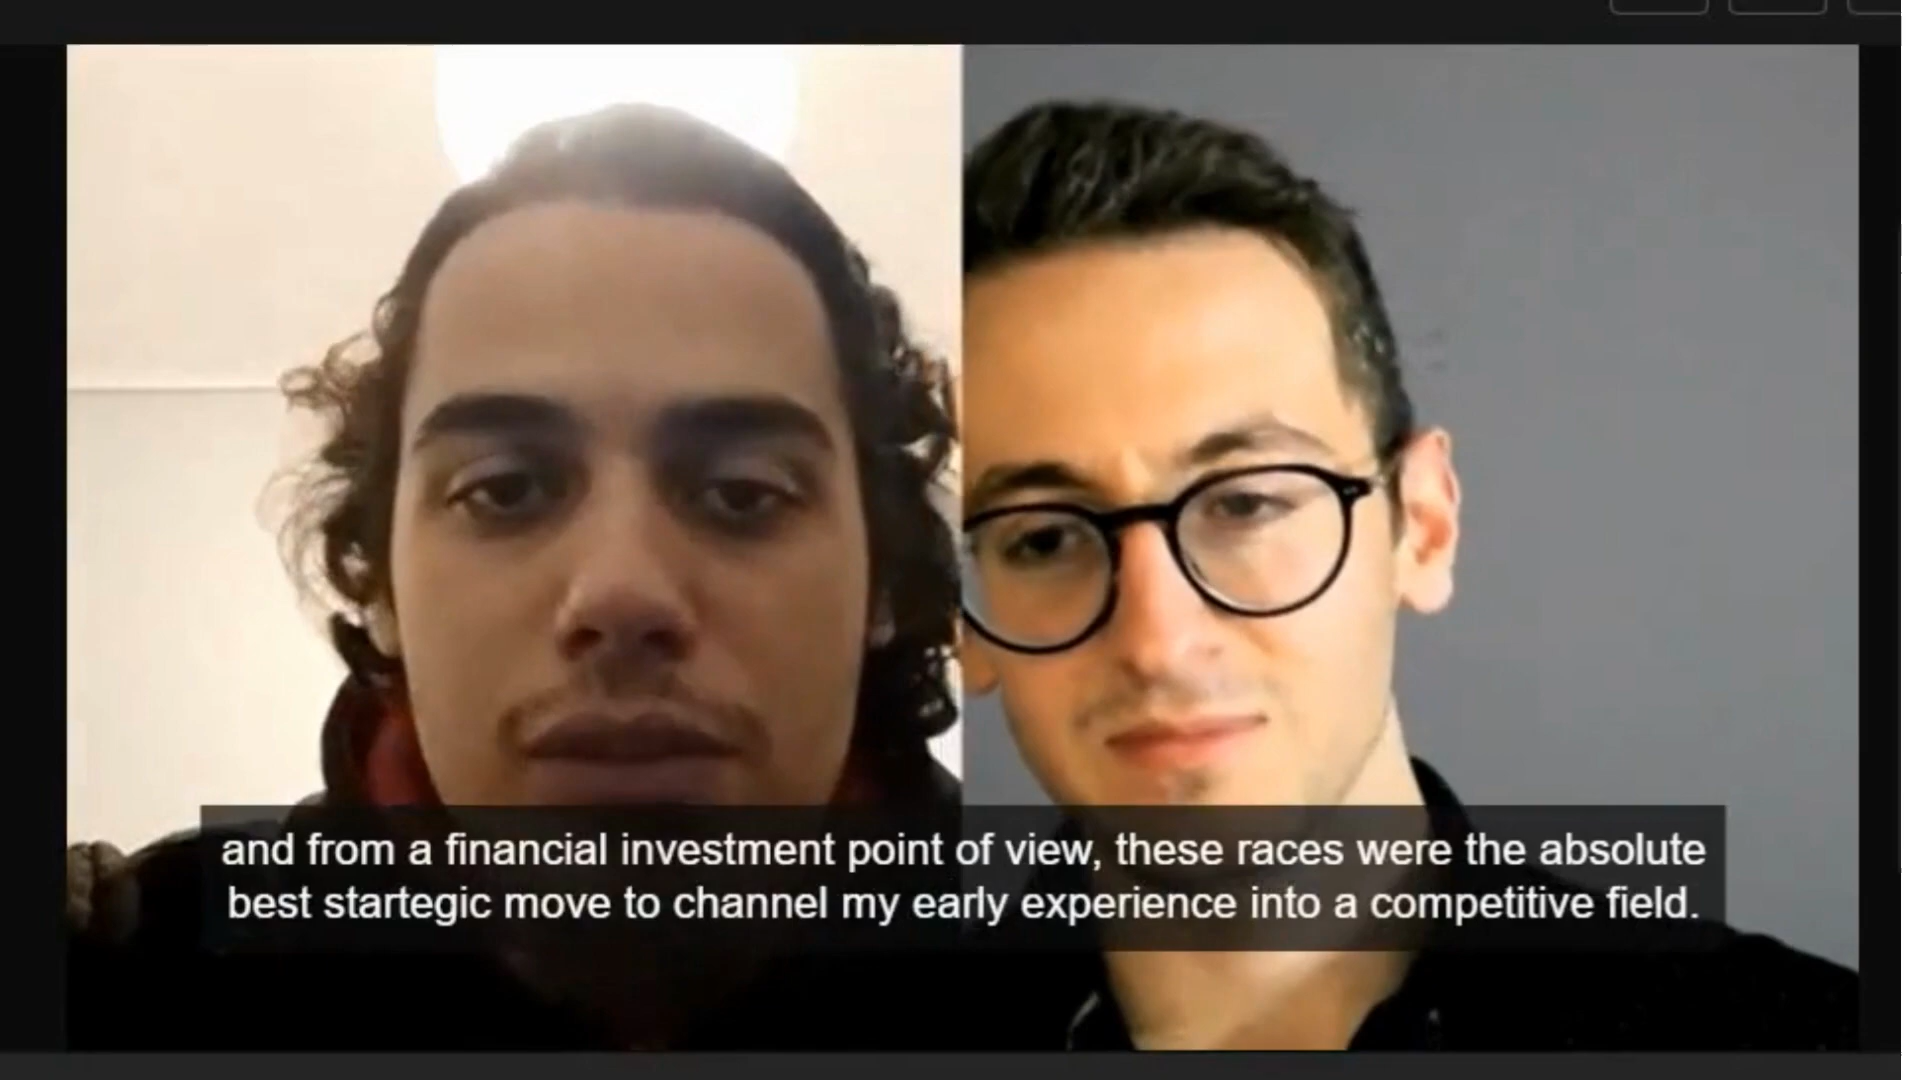 and from a financial investment point of view, these races were the absolute
best startegic move to channel my early experience into a competitive field.